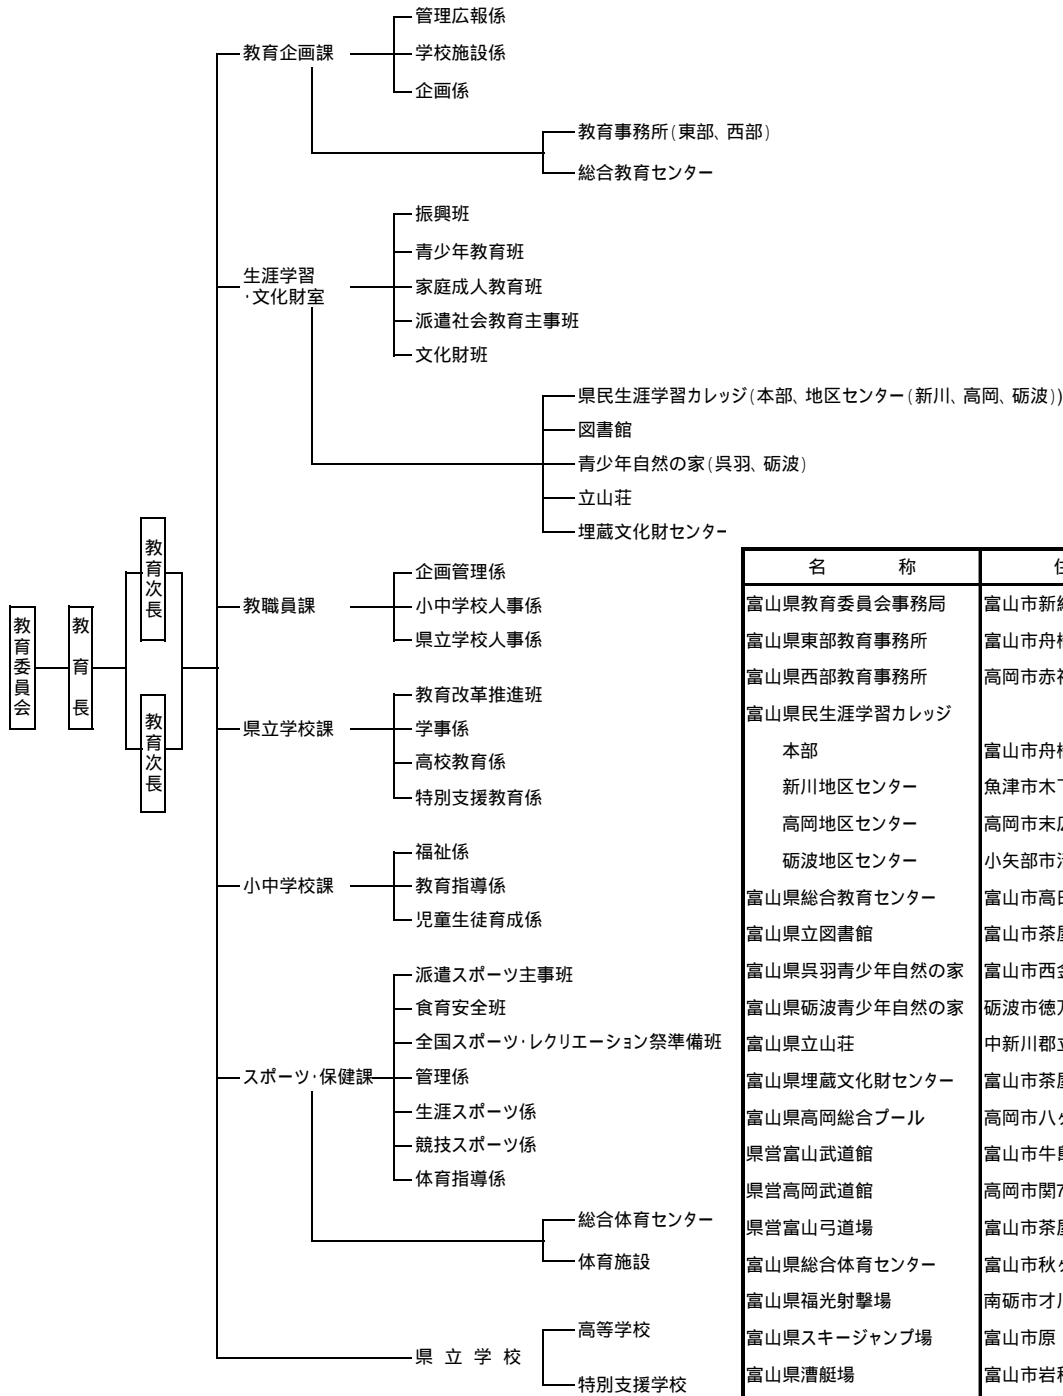 教育委員会
教育長
教育次長
教育次長
教育企画課
管理広報係
学校施設係
企画係
教育事務所(東部、西部)
総合教育センター
生涯学習
・文化財室
振興班
青少年教育班
家庭成人教育班
派遣社会教育主事班
文化財班
県民生涯学習カレッジ(本部、地区センター(新川、高岡、砺波))
図書館
青少年自然の家(呉羽、砺波)
立山荘
埋蔵文化財センター
教職員課
企画管理係
小中学校人事係
県立学校人事係
県立学校課
教育改革推進班
学事係
高校教育係
特別支援教育係
小中学校課
福祉係
教育指導係
児童生徒育成係
スポーツ・保健課
派遣スポーツ主事班
食育安全班
全国スポーツ・レクリエーション祭準備班
管理係
生涯スポーツ係
競技スポーツ係
体育指導係
総合体育センター
体育施設
県立学校
高等学校
特別支援学校
名称
富山県教育委員会事務局 富山市新
富山県東部教育事務所 富山市舟
富山県西部教育事務所 高岡市赤
富山県民生涯学習カレッジ
本部 富山市舟
新川地区センター 魚津市木
高岡地区センター 高岡市末
砺波地区センター 小矢部市
富山県総合教育センター 富山市高
富山県立図書館 富山市茶
富山県呉羽青少年自然の家 富山市西
富山県砺波青少年自然の家 砺波市徳
富山県立山荘 中新川郡
富山県埋蔵文化財センター 富山市茶
富山県高岡総合プール 高岡市八
県営富山武道館 富山市牛
県営高岡武道館 高岡市関
県営富山弓道場 富山市茶
富山県総合体育センター 富山市秋
富山県福光射撃場 南砺市才
富山県スキージャンプ場 富山市原
富山県漕艇場 富山市岩